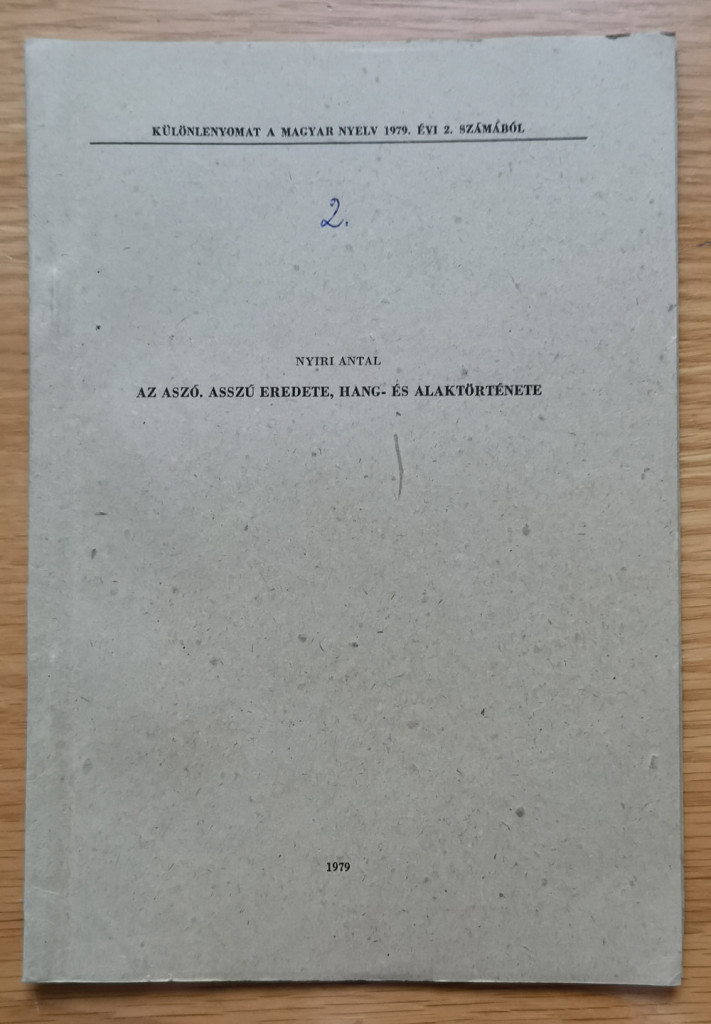 KÜLÖNLENYOMAT A MAGYAR NYELV 1979. ÉVI 2. SZÁMÁBÓL
2.
NYIRI ANTAL
AZ ASZÓ. ASSZÚ EREDETE, HANG- ÉS ALAKTÖRTÉNETE
1979